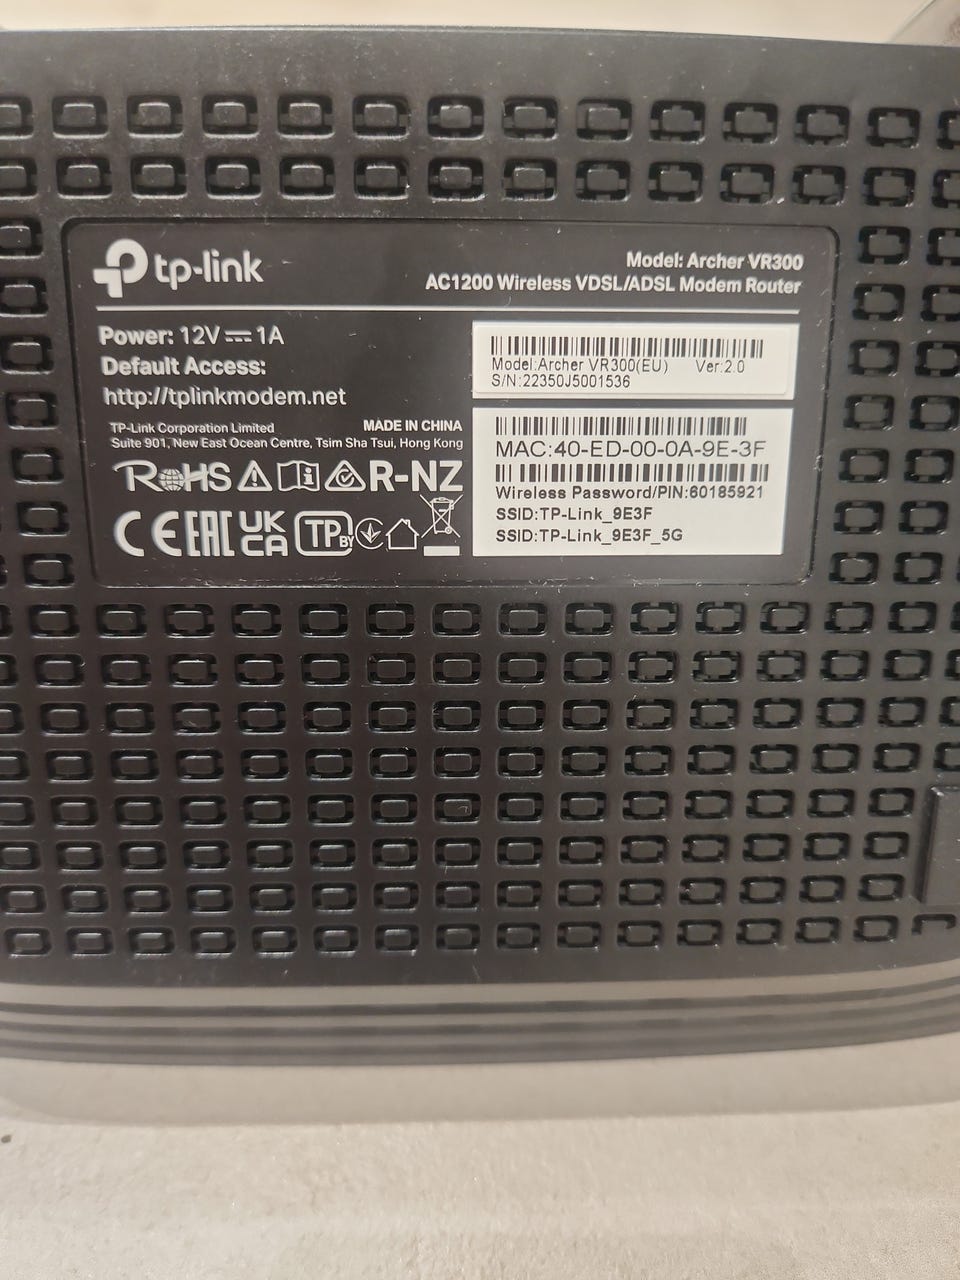 tp-link
Model: Archer VR300
AC1200 Wireless VDSL/ADSL Modem Router
Power: 12V⎓1A
Default Access:
http://tplinkmodem.net
TP-Link Corporation Limited MADE IN CHINA
Suite 901, New East Ocean Centre, Tsim Sha Tsui, Hong Kong
RoHS R-NZ
CE EAC UK CA TP BY
Model:Archer VR300(EU) Ver:2.0
S/N:22350J5001536
MAC:40-ED-00-0A-9E-3F
Wireless Password/PIN:60185921
SSID:TP-Link_9E3F
SSID:TP-Link_9E3F_5G